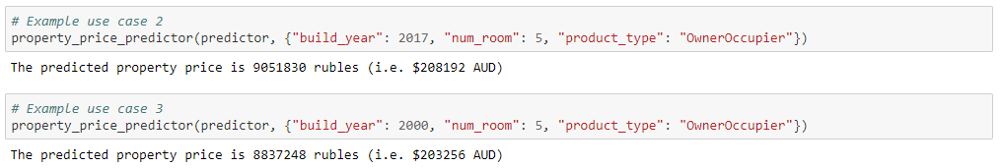 # Example use case 2
property_price_predictor(predictor, {"build_year": 2017, "num_room": 5, "product_type": "OwnerOccupier"})
The predicted property price is 9051830 rubles (i.e. $208192 AUD)
# Example use case 3
property_price_predictor(predictor, {"build_year": 2000, "num_room": 5, "product_type": "OwnerOccupier"})
The predicted property price is 8837248 rubles (i.e. $203256 AUD)